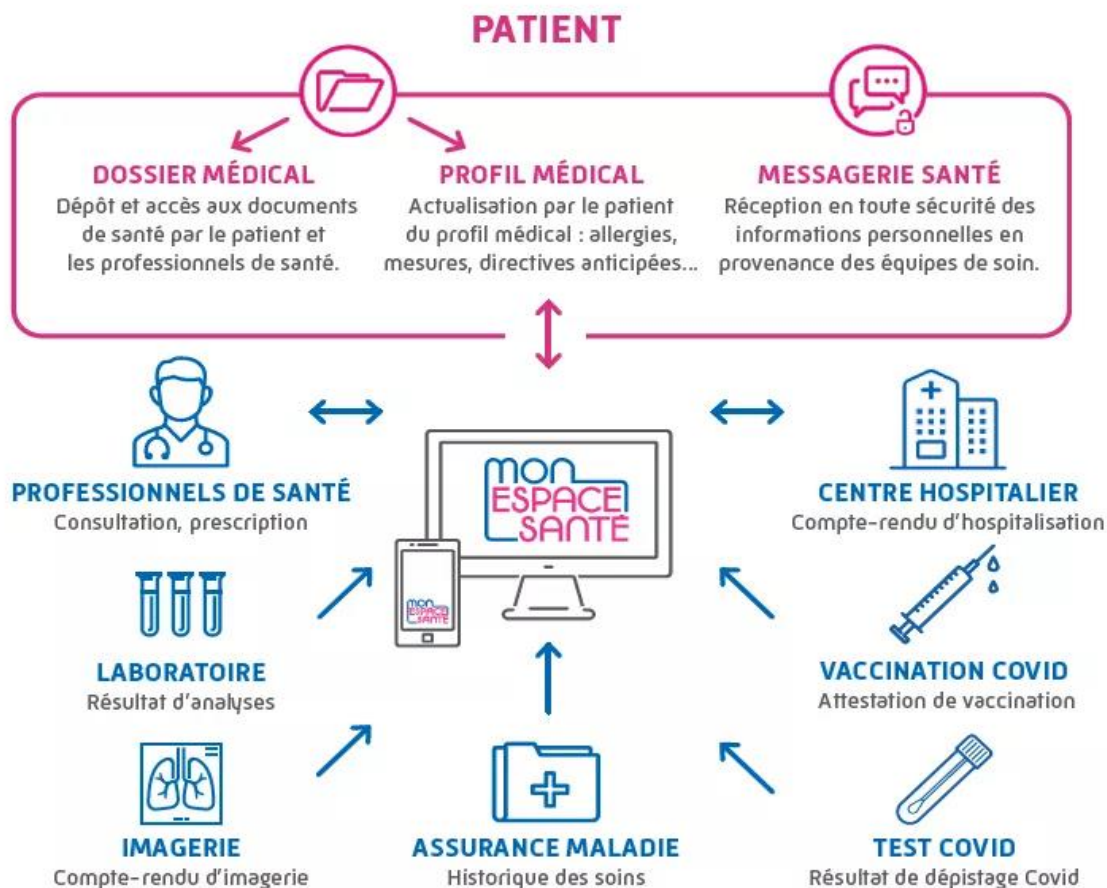 PATIENT
DOSSIER MÉDICAL
Dépôt et accès aux documents
de santé par le patient et
les professionnels de santé.
PROFIL MÉDICAL
Actualisation par le patient
du profil médical : allergies,
mesures, directives anticipées...
MESSAGERIE SANTÉ
Réception en toute sécurité des
informations personnelles en
provenance des équipes de soin.
PROFESSIONNELS DE SANTÉ
Consultation, prescription
mon
ESPACE
SANTÉ
mon
ESPACE
SANTÉ
CENTRE HOSPITALIER
Compte-rendu d'hospitalisation
LABORATOIRE
Résultat d'analyses
VACCINATION COVID
Attestation de vaccination
IMAGERIE
Compte-rendu d'imagerie
ASSURANCE MALADIE
Historique des soins
TEST COVID
Résultat de dépistage Covid